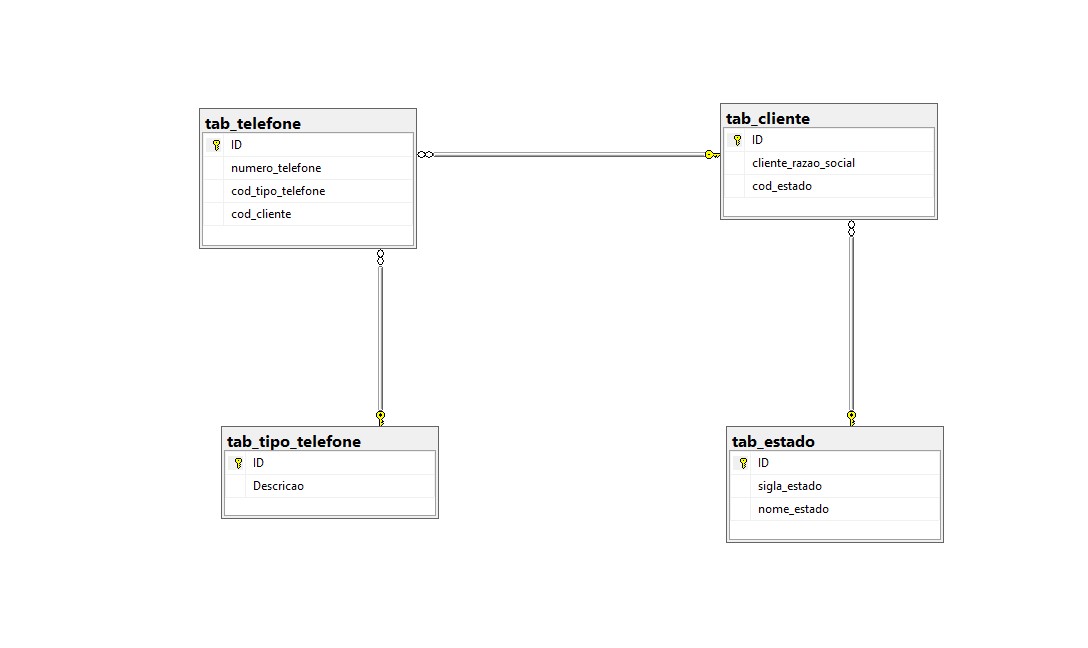 tab_telefone
ID
numero_telefone
cod_tipo_telefone
cod_cliente
tab_cliente
ID
cliente_razao_social
cod_estado
tab_tipo_telefone
ID
Descricao
tab_estado
ID
sigla_estado
nome_estado